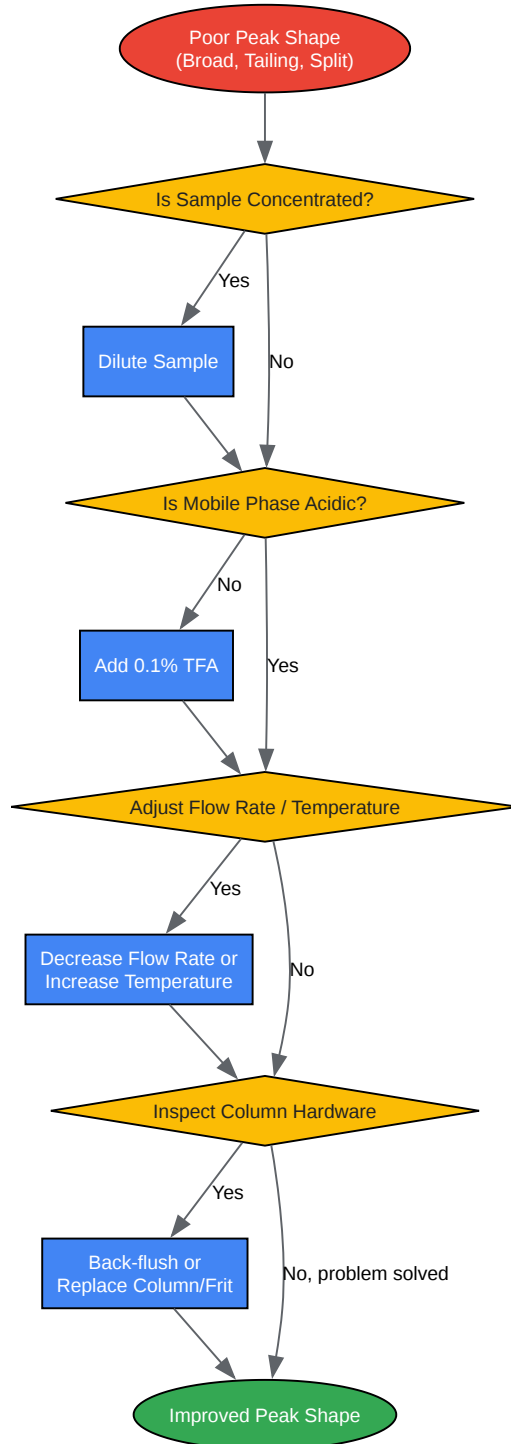 Poor Peak Shape
(Broad, Tailing, Split)
Is Sample Concentrated?
Yes
Dilute Sample
No
Is Mobile Phase Acidic?
No
Add 0.1% TFA
Yes
Adjust Flow Rate / Temperature
Yes
Decrease Flow Rate or
Increase Temperature
No
Inspect Column Hardware
Yes
Back-flush or
Replace Column/Frit
No, problem solved
Improved Peak Shape